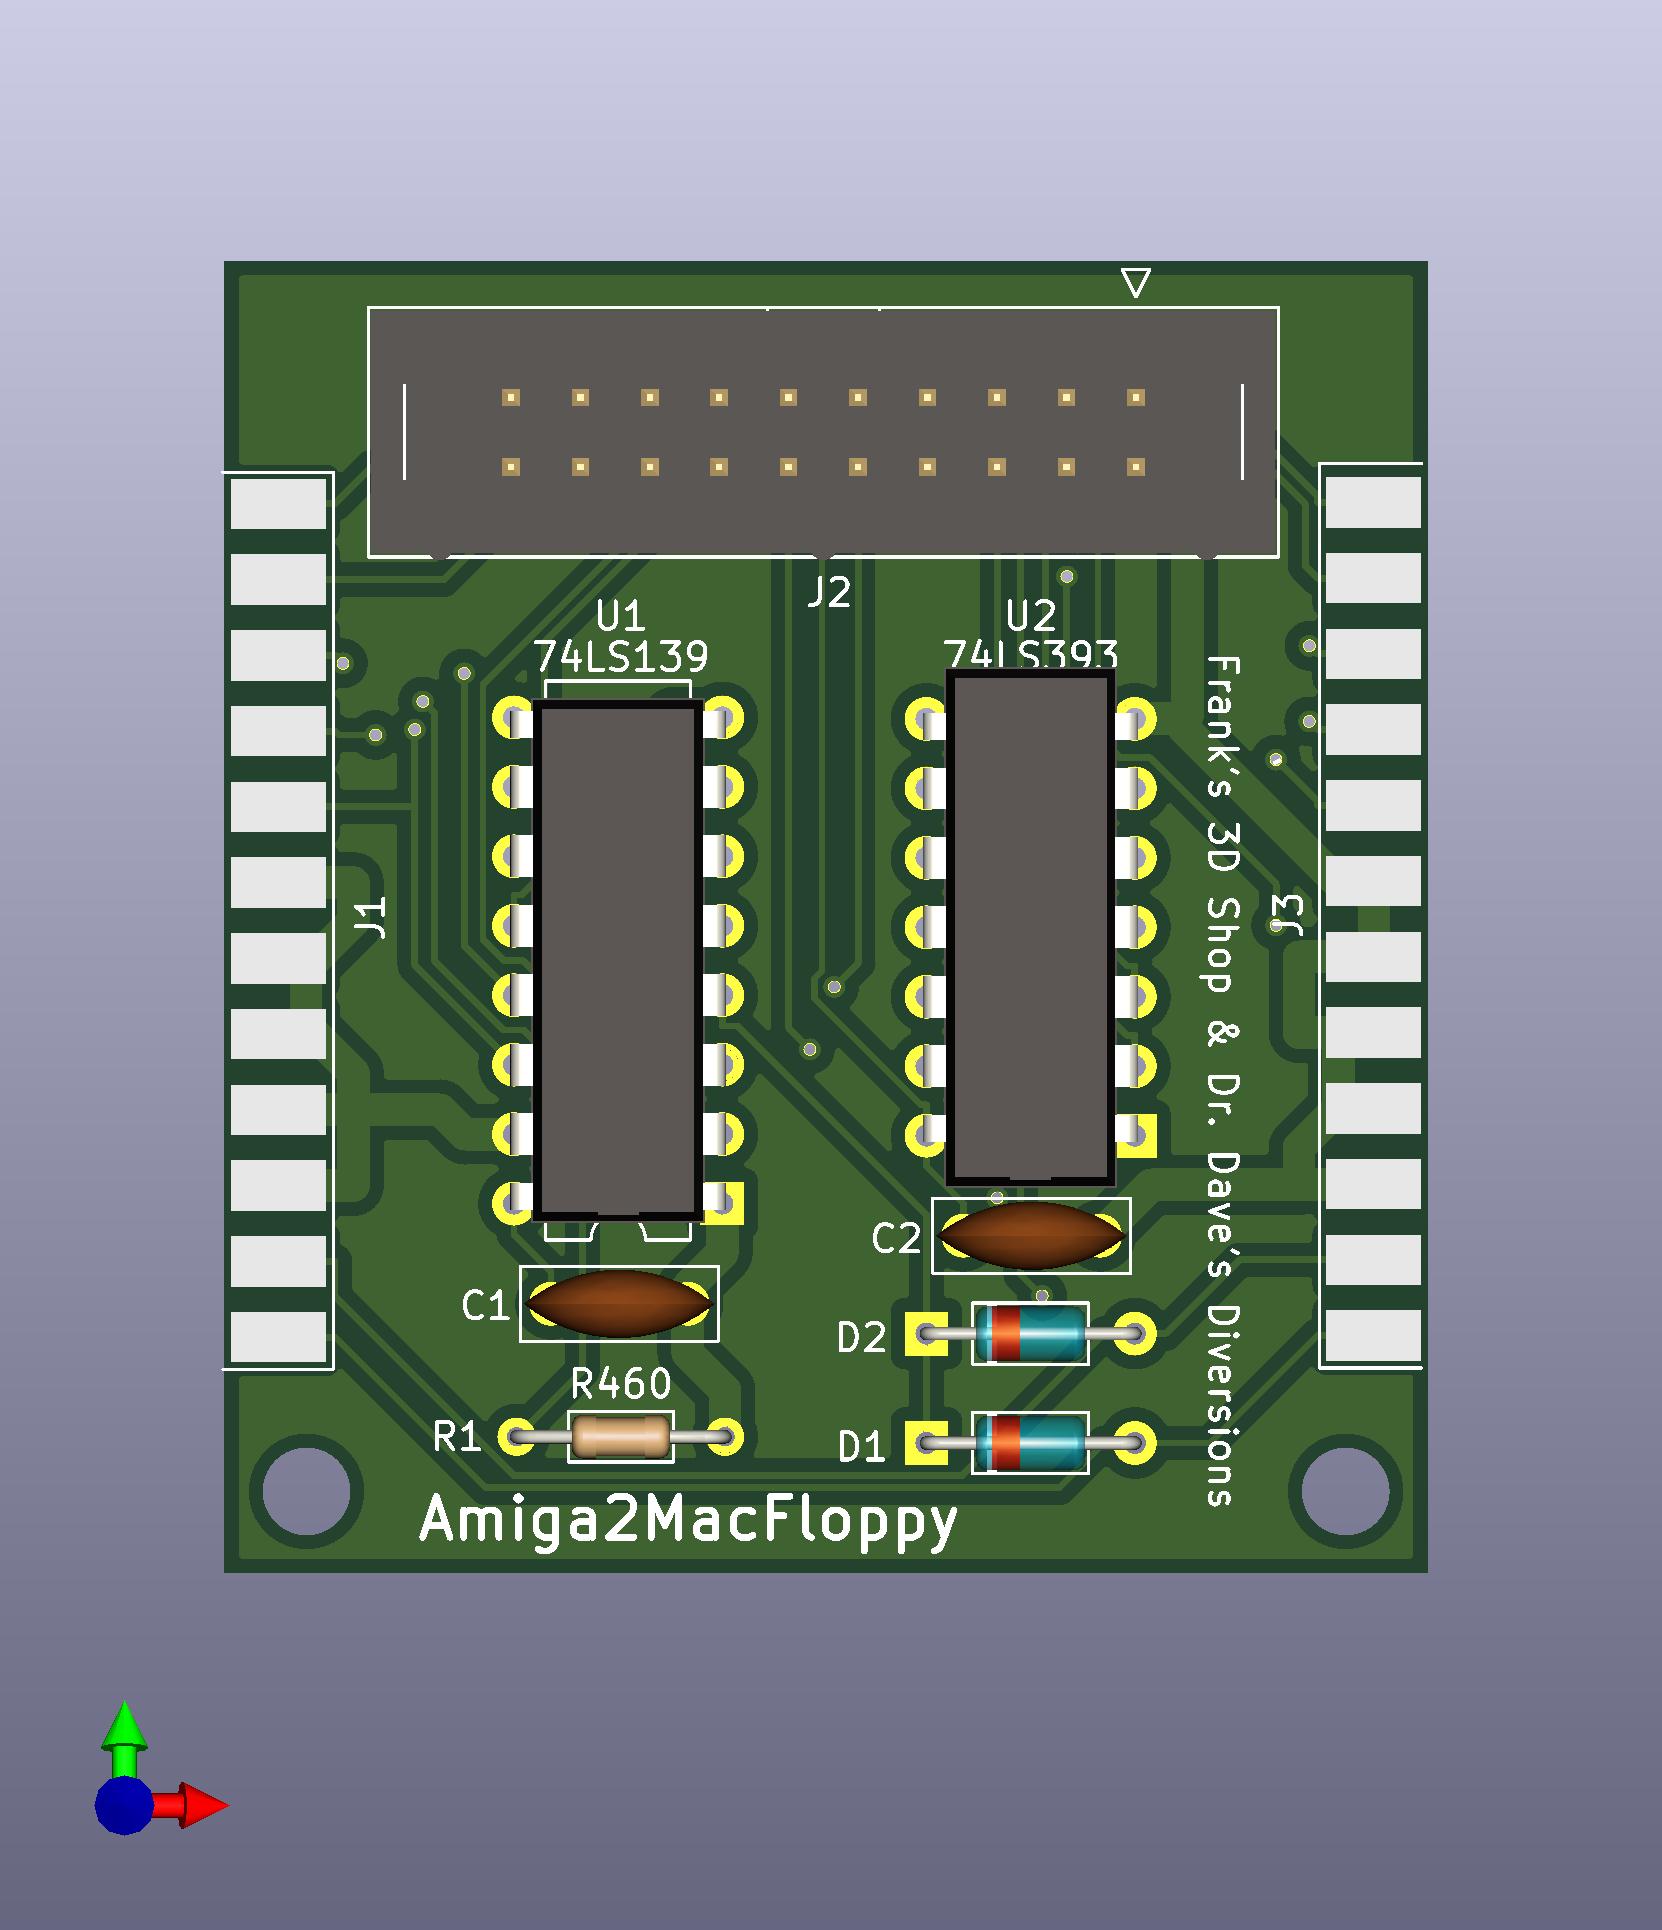 J2
U1
74LS139
U2
74LS393
J1
J3
Frank's 3D Shop & Dr. Dave's Diversions
C2
C1
D2
R460
R1
D1
Amiga2MacFloppy